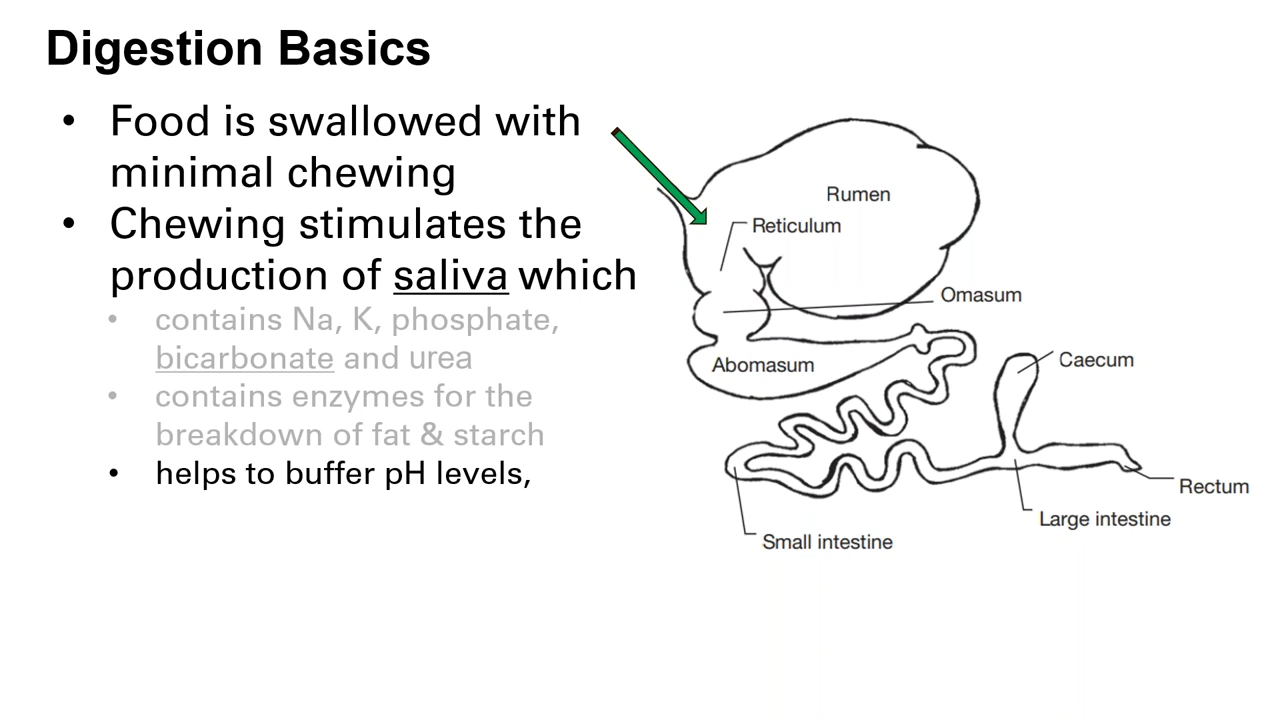 Digestion Basics
• Food is swallowed with
minimal chewing
• Chewing stimulates the
production of saliva which
• contains Na, K, phosphate,
bicarbonate and urea
• contains enzymes for the
breakdown of fat & starch
• helps to buffer pH levels,
Rumen
Reticulum
Omasum
Abomasum
Caecum
Rectum
Large intestine
Small intestine